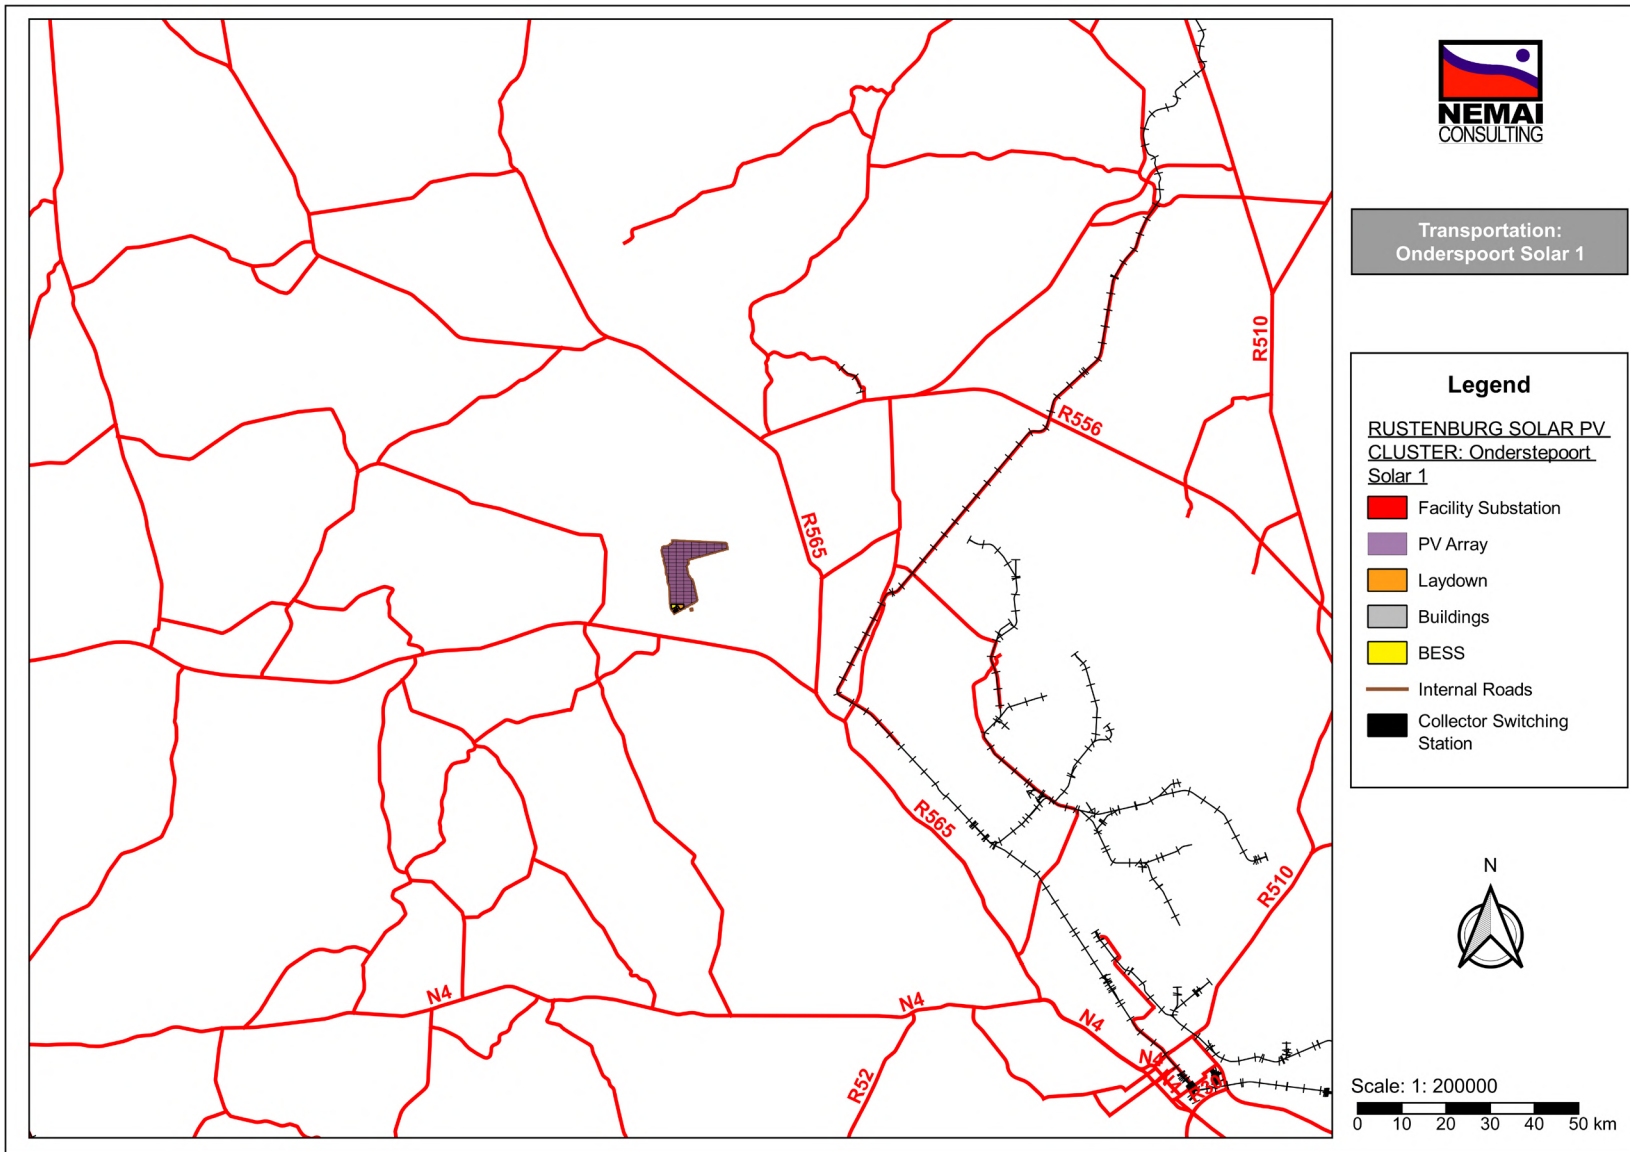 NEMAI
CONSULTING
Transportation:
Onderspoort Solar 1
R510
R556
R565
R565
R510
N4
N4
N4
N4
N4
R52
Legend
RUSTENBURG SOLAR PV
CLUSTER: Onderstepoort
Solar 1
Facility Substation
PV Array
Laydown
Buildings
BESS
Internal Roads
Collector Switching
Station
N
Scale: 1: 200000
0 10 20 30 40 50 km